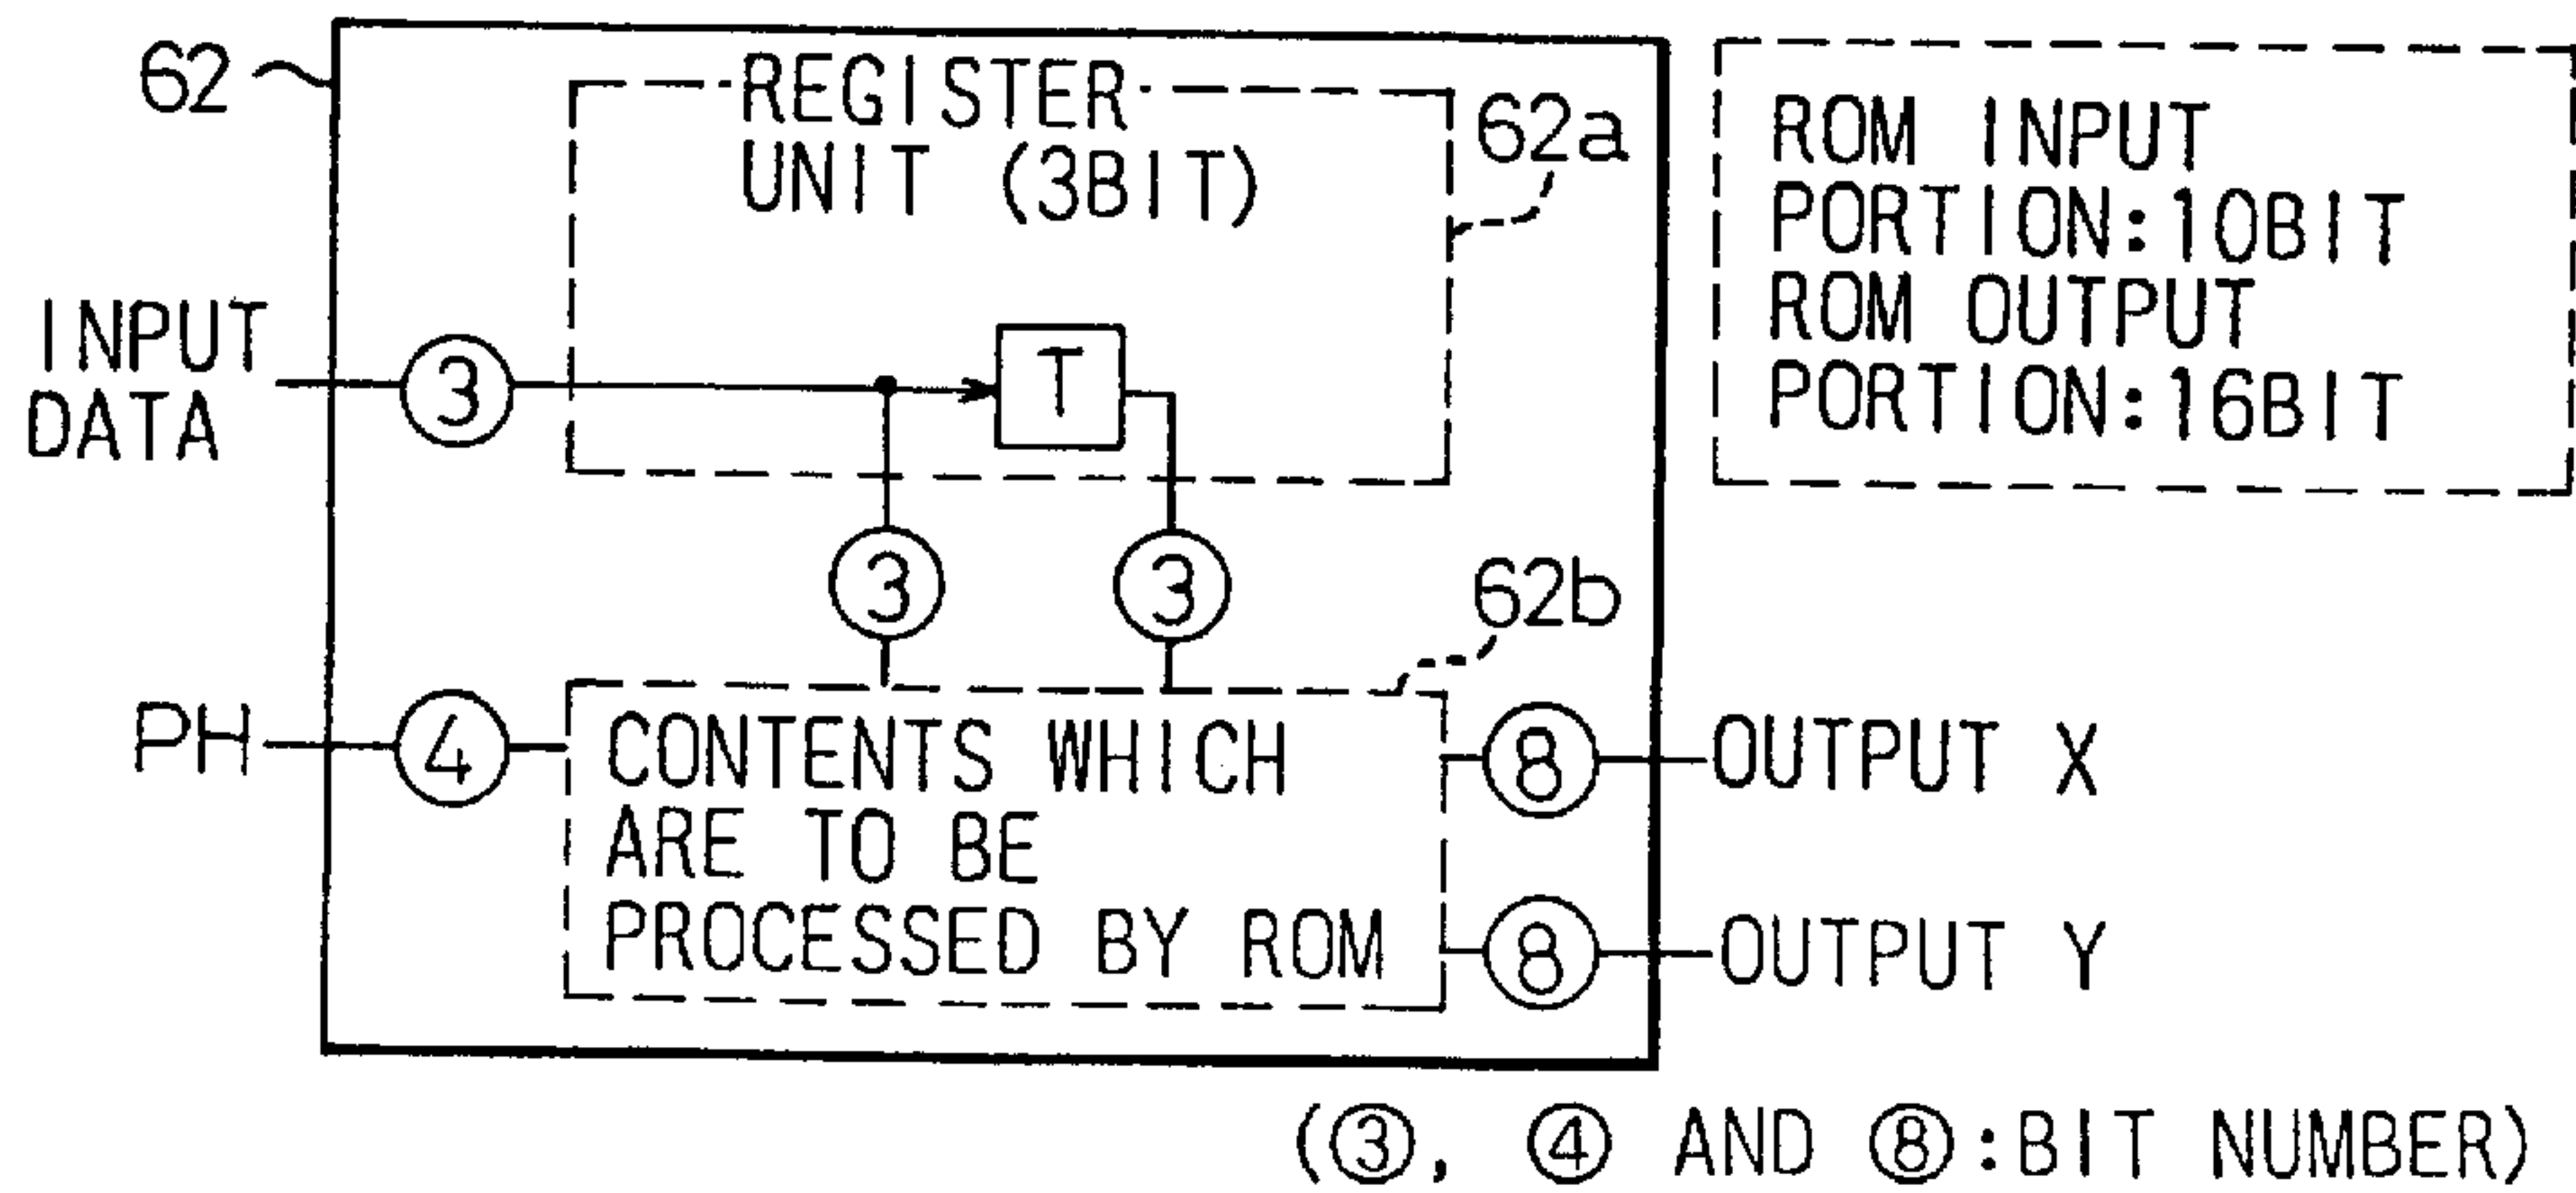 62
REGISTER
UNIT (3BIT)
62a
ROM INPUT
PORTION:10BIT
ROM OUTPUT
PORTION:16BIT
INPUT
DATA
③
T
③
③
62b
PH
④
CONTENTS WHICH
ARE TO BE
PROCESSED BY ROM
⑧
OUTPUT X
⑧
OUTPUT Y
(③, ④ AND ⑧:BIT NUMBER)